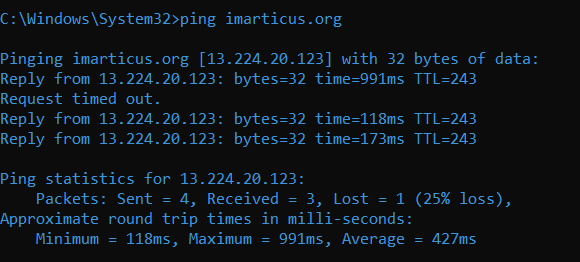 C:\Windows\System32>ping imarticus.org
Pinging imarticus.org [13.224.20.123] with 32 bytes of data:
Reply from 13.224.20.123: bytes=32 time=991ms TTL=243
Request timed out.
Reply from 13.224.20.123: bytes=32 time=118ms TTL=243
Reply from 13.224.20.123: bytes=32 time=173ms TTL=243
Ping statistics for 13.224.20.123:
Packets: Sent = 4, Received = 3, Lost = 1 (25% loss),
Approximate round trip times in milli-seconds:
Minimum = 118ms, Maximum = 991ms, Average = 427ms